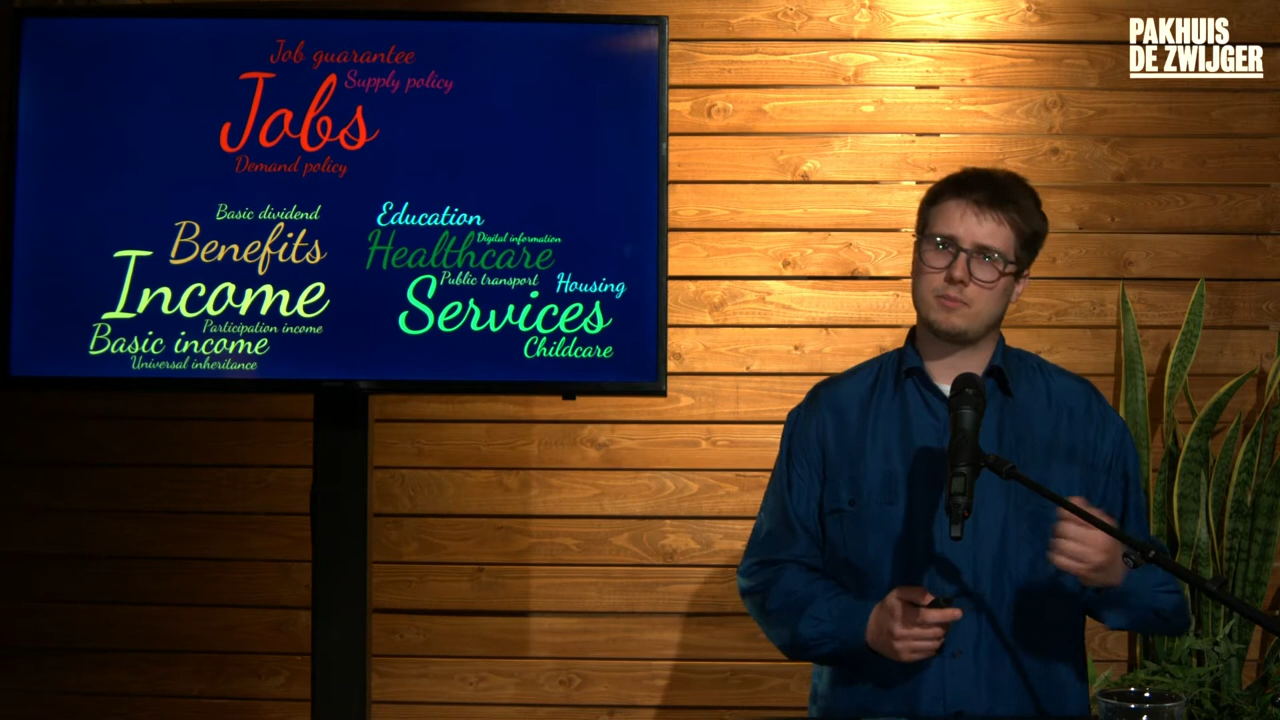 Job guarantee
Supply policy
Jobs
Demand policy
Basic dividend
Benefits
Income
Participation income
Basic income
Universal inheritance
Education
Digital information
Healthcare
Public transport
Housing
Services
Childcare
PAKHUIS
DE ZWIJGER